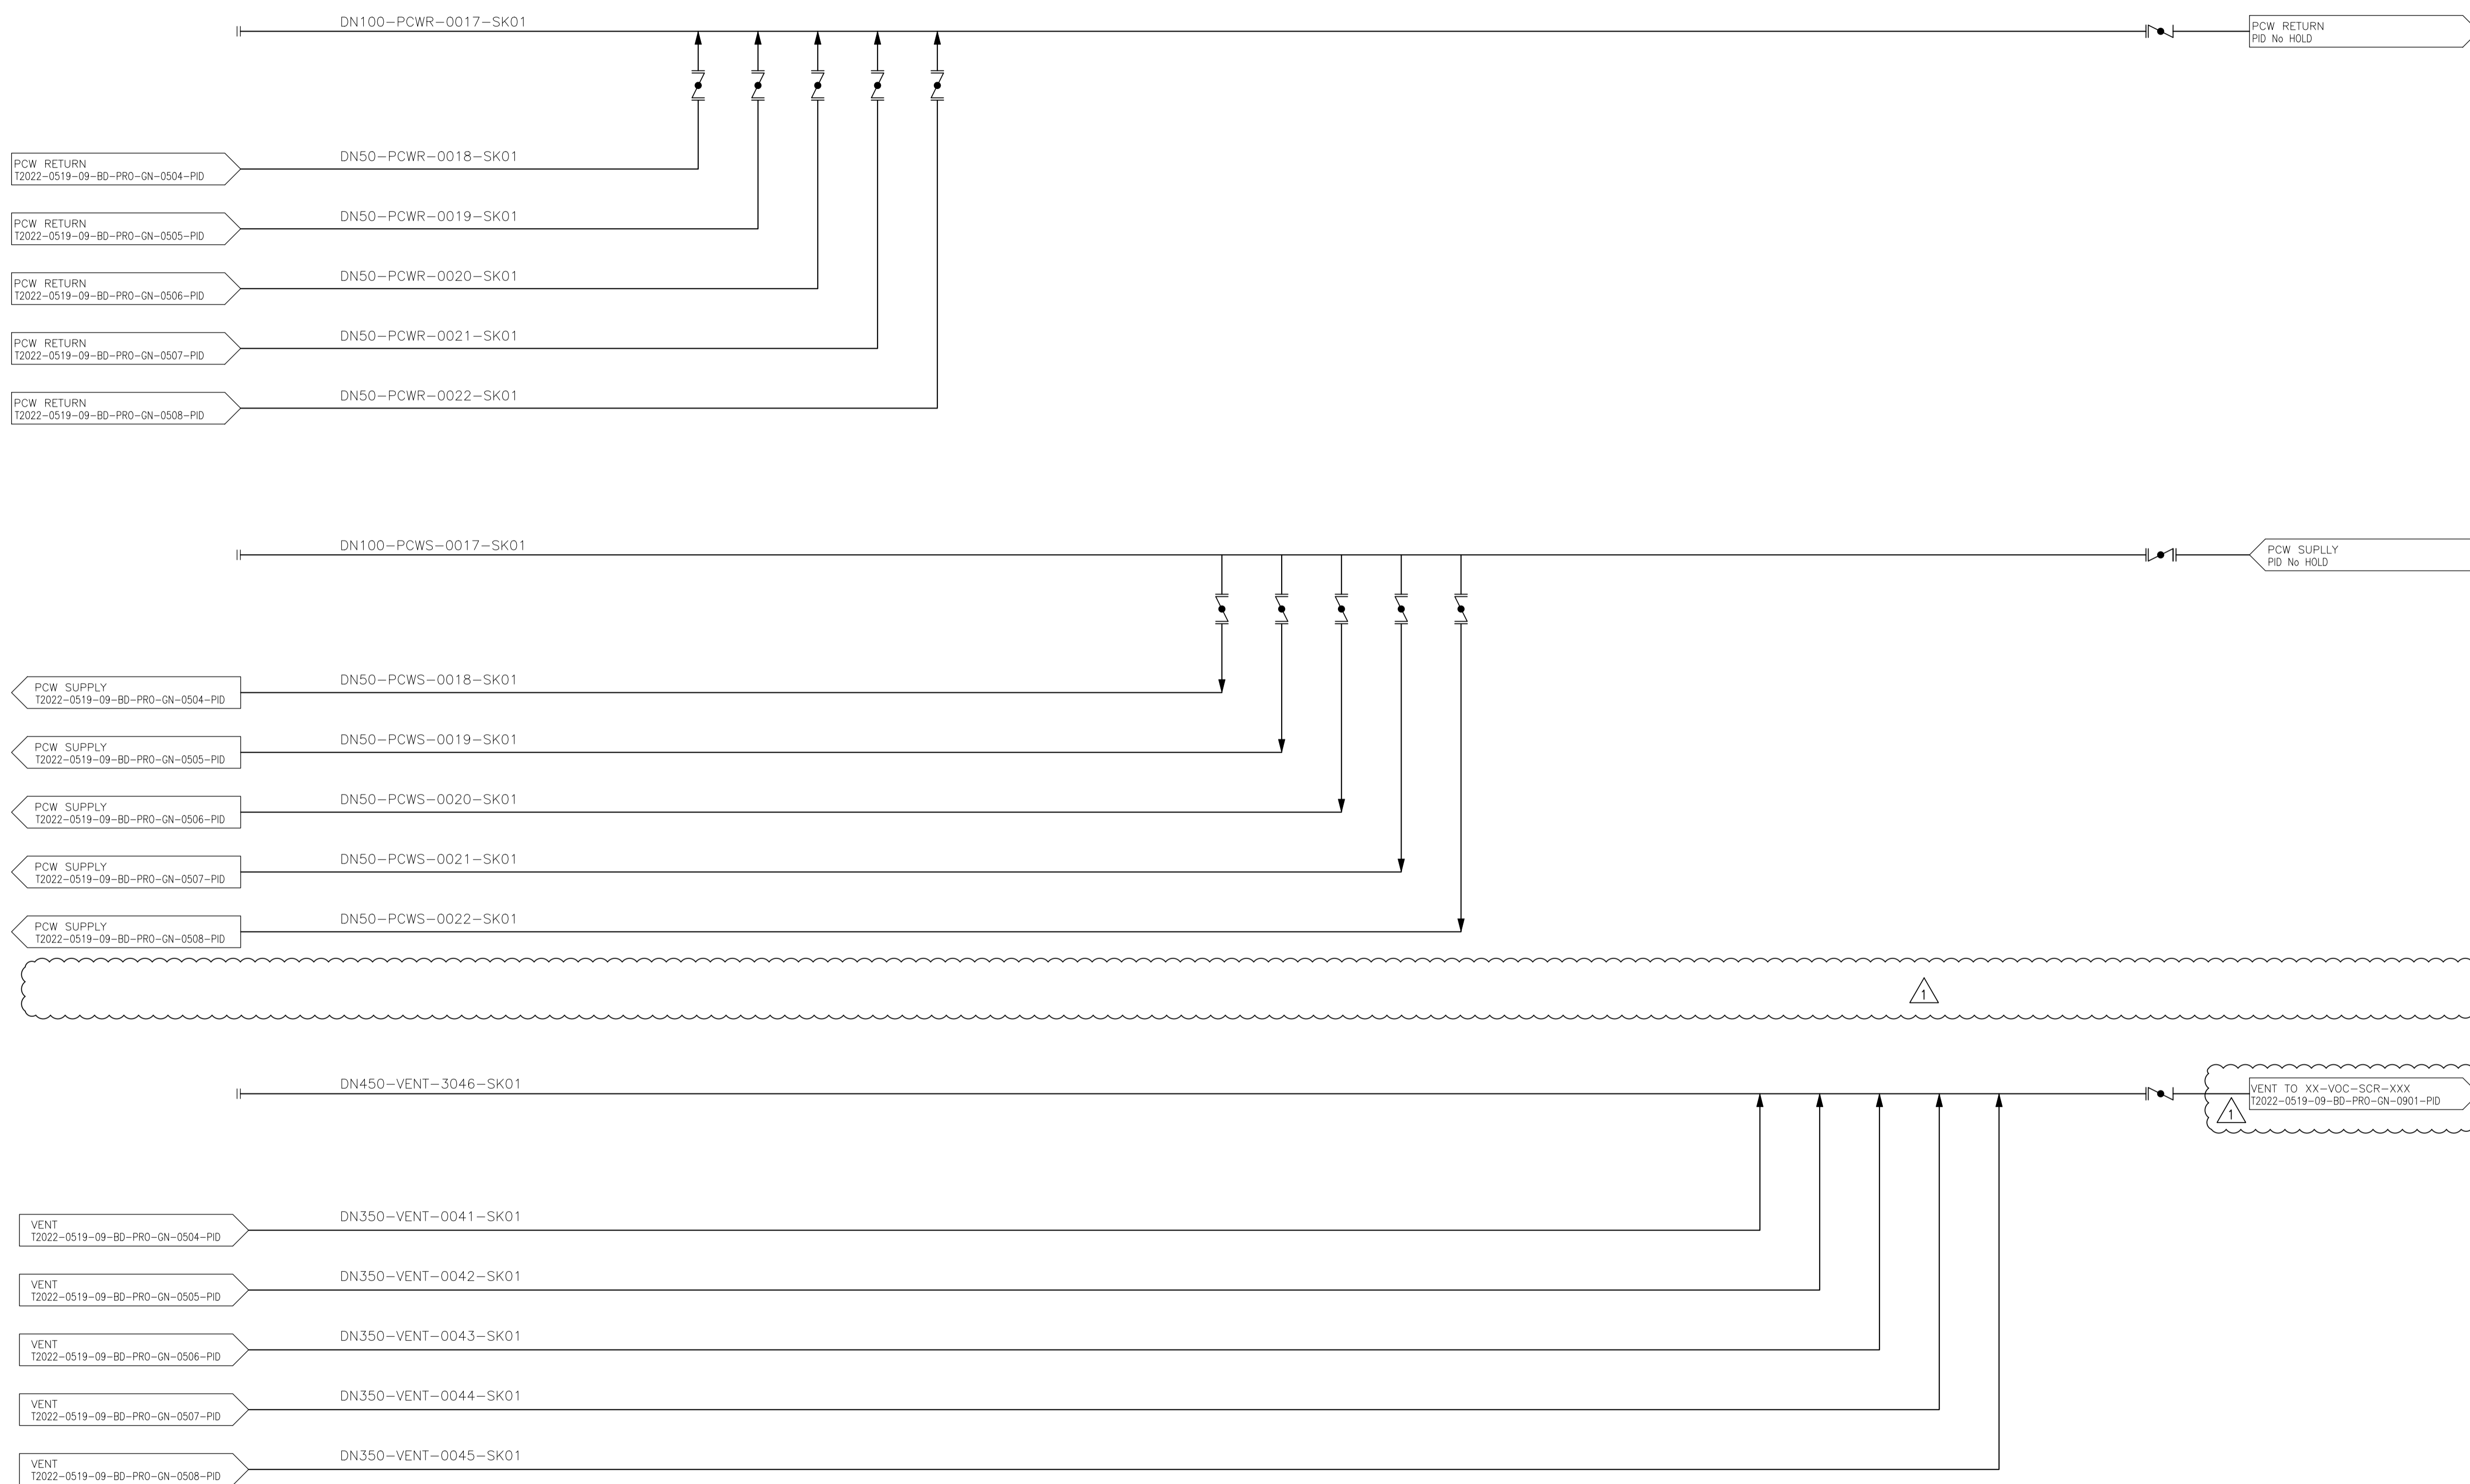 DN100-PCWR-0017-SK01
PCW RETURN
PID No HOLD
DN50-PCWR-0018-SK01
PCW RETURN
T2022-0519-09-BD-PRO-GN-0504-PID
DN50-PCWR-0019-SK01
PCW RETURN
T2022-0519-09-BD-PRO-GN-0505-PID
DN50-PCWR-0020-SK01
PCW RETURN
T2022-0519-09-BD-PRO-GN-0506-PID
DN50-PCWR-0021-SK01
PCW RETURN
T2022-0519-09-BD-PRO-GN-0507-PID
DN50-PCWR-0022-SK01
PCW RETURN
T2022-0519-09-BD-PRO-GN-0508-PID
DN100-PCWS-0017-SK01
PCW SUPLLY
PID No HOLD
DN50-PCWS-0018-SK01
PCW SUPPLY
T2022-0519-09-BD-PRO-GN-0504-PID
DN50-PCWS-0019-SK01
PCW SUPPLY
T2022-0519-09-BD-PRO-GN-0505-PID
DN50-PCWS-0020-SK01
PCW SUPPLY
T2022-0519-09-BD-PRO-GN-0506-PID
DN50-PCWS-0021-SK01
PCW SUPPLY
T2022-0519-09-BD-PRO-GN-0507-PID
DN50-PCWS-0022-SK01
PCW SUPPLY
T2022-0519-09-BD-PRO-GN-0508-PID
1
DN450-VENT-3046-SK01
VENT TO XX-VOC-SCR-XXX
T2022-0519-09-BD-PRO-GN-0901-PID
1
DN350-VENT-0041-SK01
VENT
T2022-0519-09-BD-PRO-GN-0504-PID
DN350-VENT-0042-SK01
VENT
T2022-0519-09-BD-PRO-GN-0505-PID
DN350-VENT-0043-SK01
VENT
T2022-0519-09-BD-PRO-GN-0506-PID
DN350-VENT-0044-SK01
VENT
T2022-0519-09-BD-PRO-GN-0507-PID
DN350-VENT-0045-SK01
VENT
T2022-0519-09-BD-PRO-GN-0508-PID